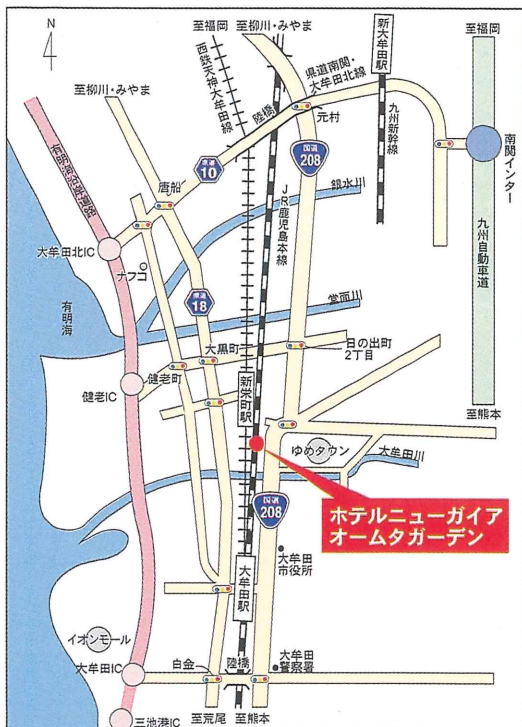 N
至福岡
至柳川・みやま
西鉄天神大牟田線
至柳川・みやま
県道南関・
大牟田北線
新大牟田駅
至福岡
有明海沿岸道路
陸橋
元村
九州新幹線
南関インター
県道
10
国道
208
唐船
JR鹿児島本線
銀水川
九州自動車道
大牟田北IC
ナフコ
有明海
県道
18
堂面川
大黒町
日の出町
2丁目
健老町
健老IC
新栄町駅
至熊本
ゆめタウン
大牟田川
国道
208
ホテルニューガイア
オームタガーデン
大牟田
市役所
大牟田駅
イオンモール
大牟田IC
白金
陸橋
大牟田
警察署
三池港IC
至荒尾
至熊本